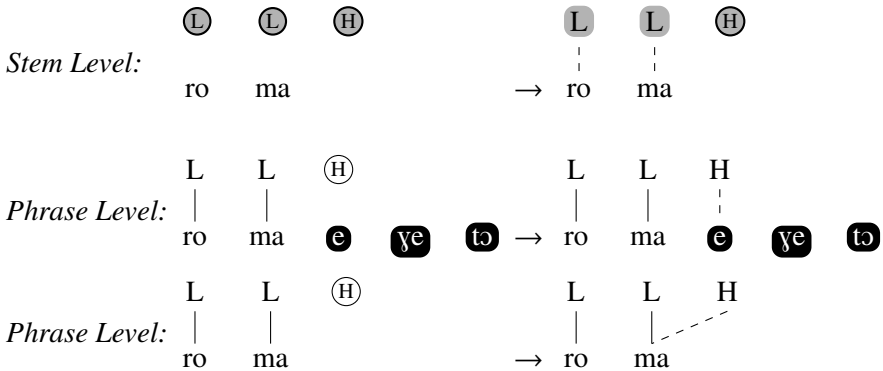 L L H L L H
Stem Level:
ro ma → ro ma
L L H L L H
Phrase Level:
ro ma e ɣe tɔ → ro ma e ɣe tɔ
L L H L L H
Phrase Level:
ro ma → ro ma